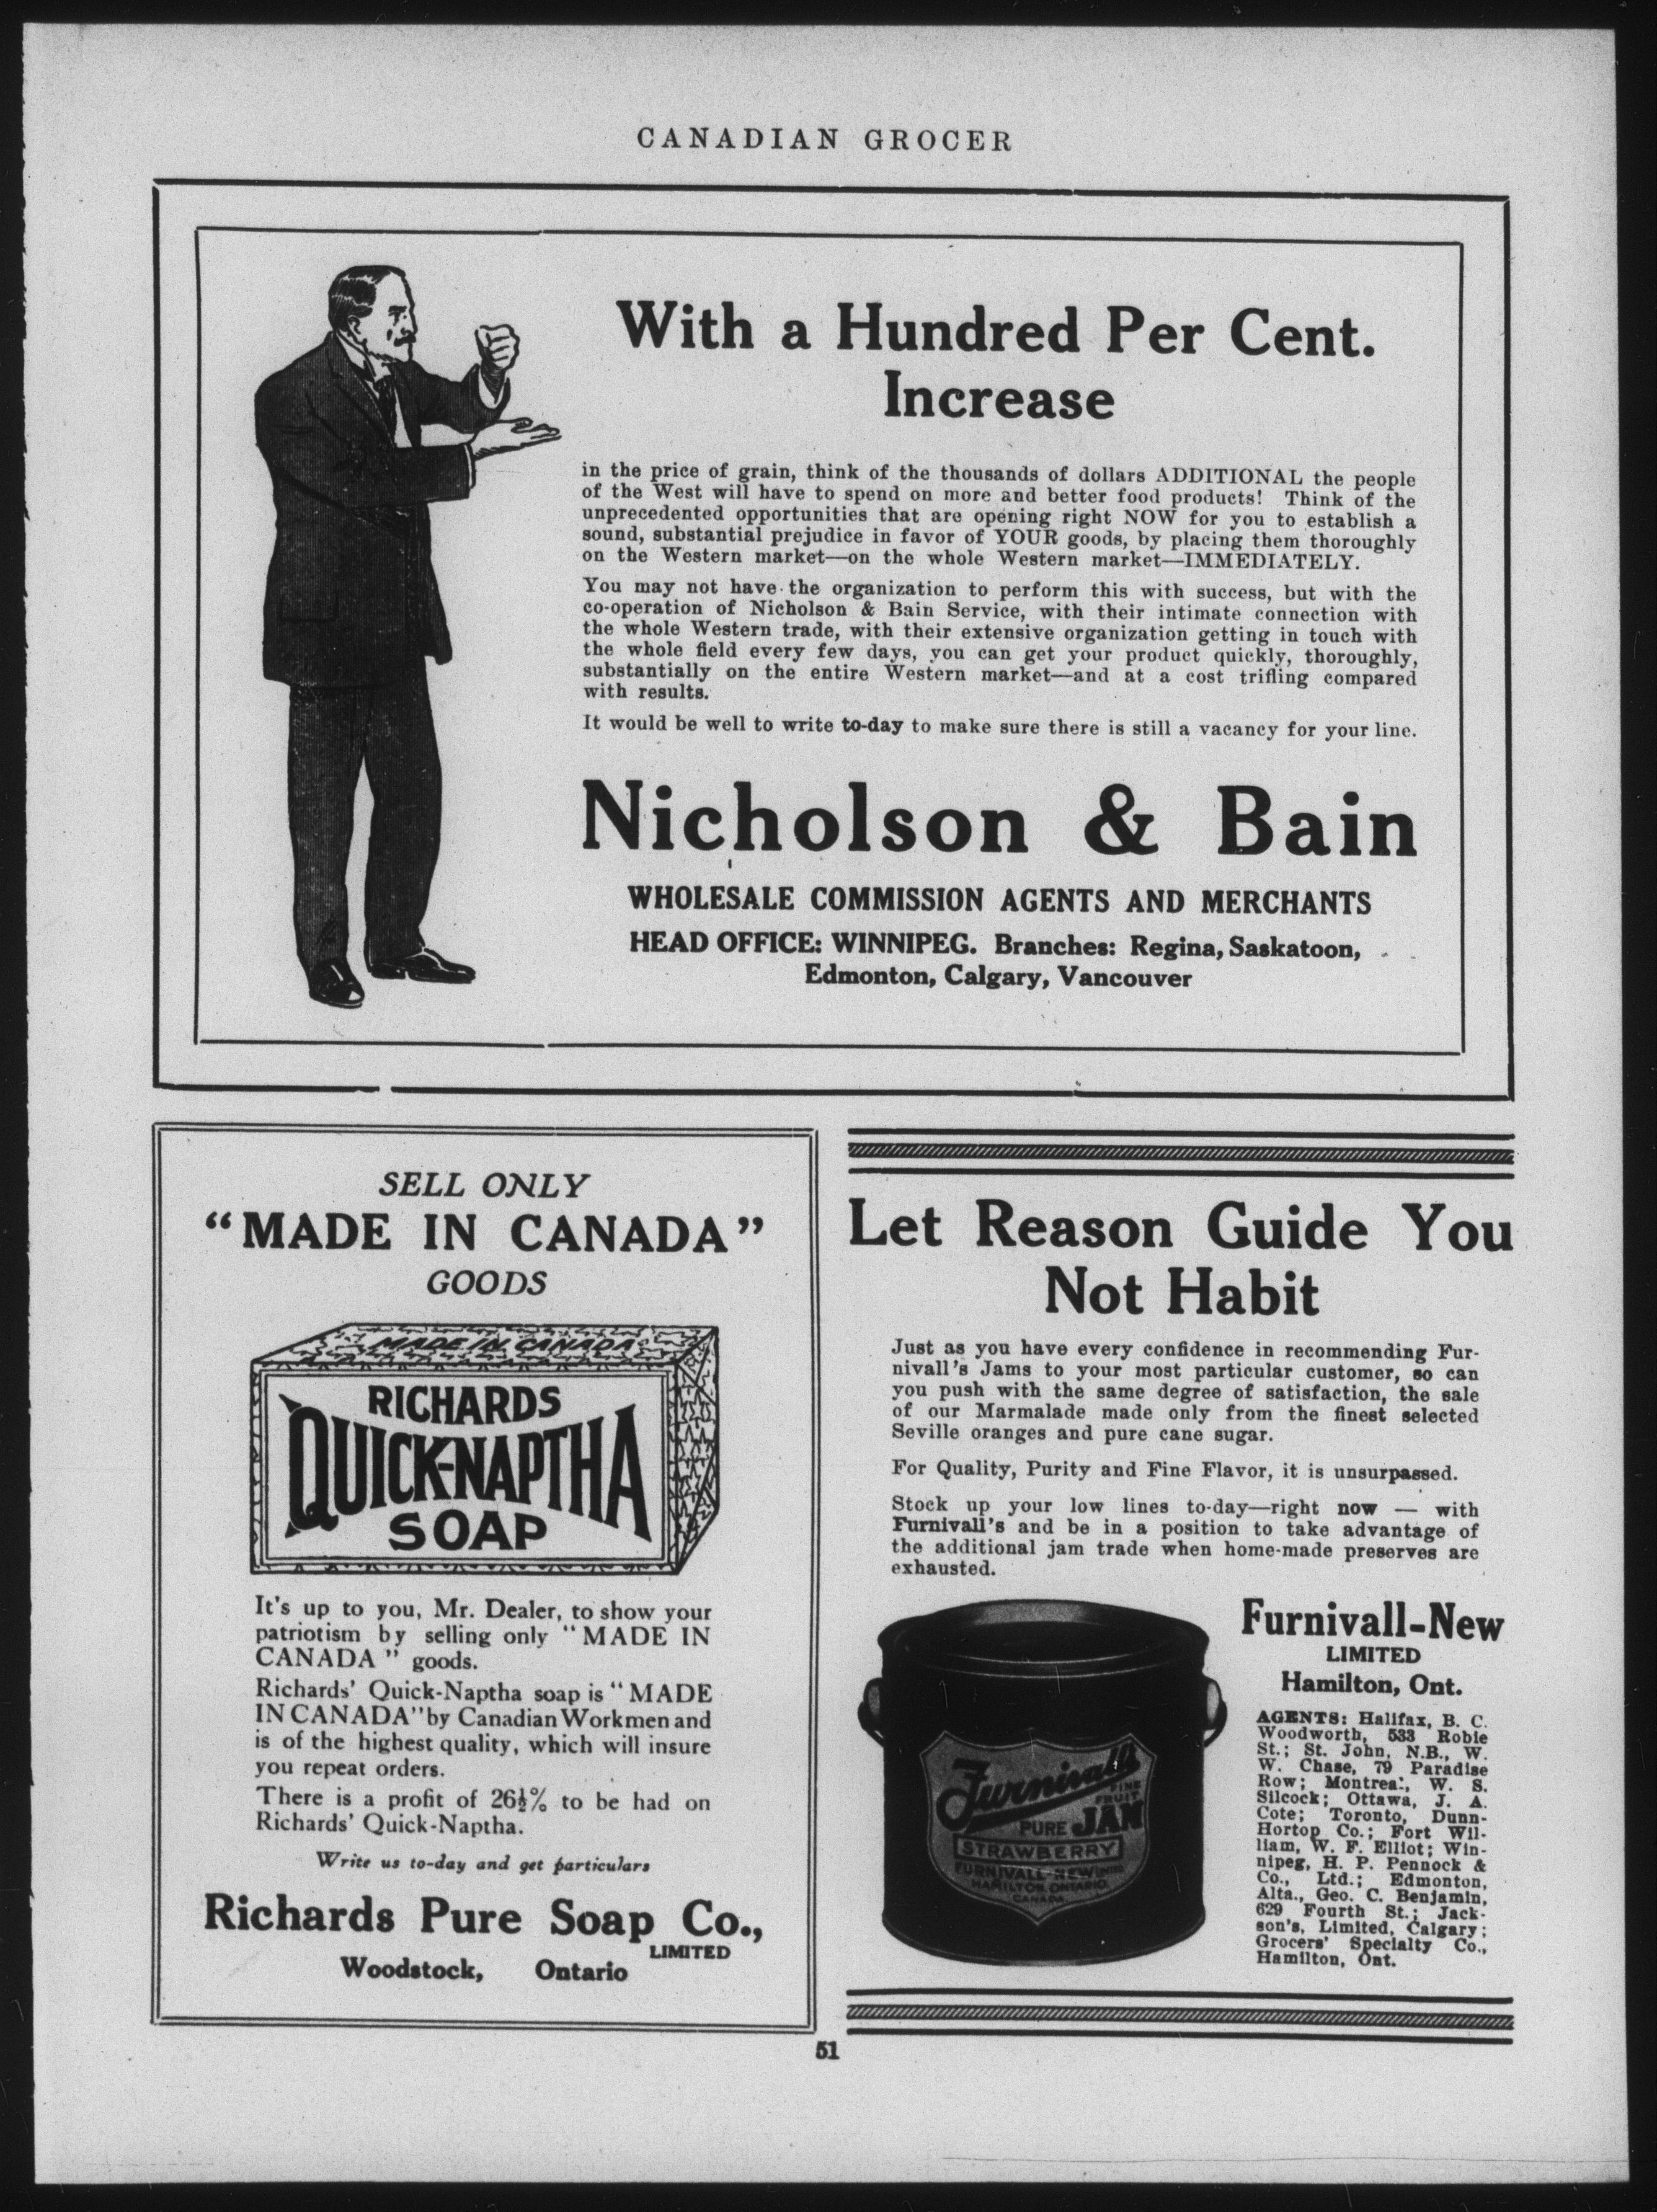 CANADIAN GROCER
With a Hundred Per Cent.
Increase
in the price of grain, think of the thousands of dollars ADDITIONAL the people
of the West will have to spend on more and better food products! Think of the
unprecedented opportunities that are opening right NOW for you to establish a
sound, substantial prejudice in favor of YOUR goods, by placing them thoroughly
on the Western market—on the whole Western market—IMMEDIATELY.
You may not have the organization to perform this with success, but with the
co-operation of Nicholson & Bain Service, with their intimate connection with
the whole Western trade, with their extensive organization getting in touch with
the whole field every few days, you can get your product quickly, thoroughly,
substantially on the entire Western market—and at a cost trifling compared
with results.
It would be well to write to-day to make sure there is still a vacancy for your line.
Nicholson & Bain
WHOLESALE COMMISSION AGENTS AND MERCHANTS
HEAD OFFICE: WINNIPEG. Branches: Regina, Saskatoon,
Edmonton, Calgary, Vancouver
SELL ONLY
"MADE IN CANADA"
GOODS
MADE IN CANADA
RICHARDS
QUICK-NAPTHA
SOAP
It's up to you, Mr. Dealer, to show your
patriotism by selling only "MADE IN
CANADA" goods.
Richards' Quick-Naptha soap is "MADE
IN CANADA" by Canadian Workmen and
is of the highest quality, which will insure
you repeat orders.
There is a profit of 26½% to be had on
Richards' Quick-Naptha.
Write us to-day and get particulars
Richards Pure Soap Co.,
LIMITED
Woodstock, Ontario
Let Reason Guide You
Not Habit
Just as you have every confidence in recommending Fur-
nivall's Jams to your most particular customer, so can
you push with the same degree of satisfaction, the sale
of our Marmalade made only from the finest selected
Seville oranges and pure cane sugar.
For Quality, Purity and Fine Flavor, it is unsurpassed.
Stock up your low lines to-day—right now — with
Furnivall's and be in a position to take advantage of
the additional jam trade when home-made preserves are
exhausted.
Furnivall's
FINE
FRUIT
PURE JAM
STRAWBERRY
FURNIVALL-NEW LIMITED
HAMILTON, ONTARIO.
CANADA
Furnivall-New
LIMITED
Hamilton, Ont.
AGENTS: Halifax, B. C.
Woodworth, 533 Robie
St.; St. John, N.B., W.
W. Chase, 79 Paradise
Row; Montreal, W. S.
Silcock; Ottawa, J. A.
Cote; Toronto, Dunn-
Hortop Co.; Fort Wil-
liam, W. F. Elliot; Win-
nipeg, H. P. Pennock &
Co., Ltd.; Edmonton,
Alta., Geo. C. Benjamin,
629 Fourth St.; Jack-
son's, Limited, Calgary;
Grocers' Specialty Co.,
Hamilton, Ont.
51